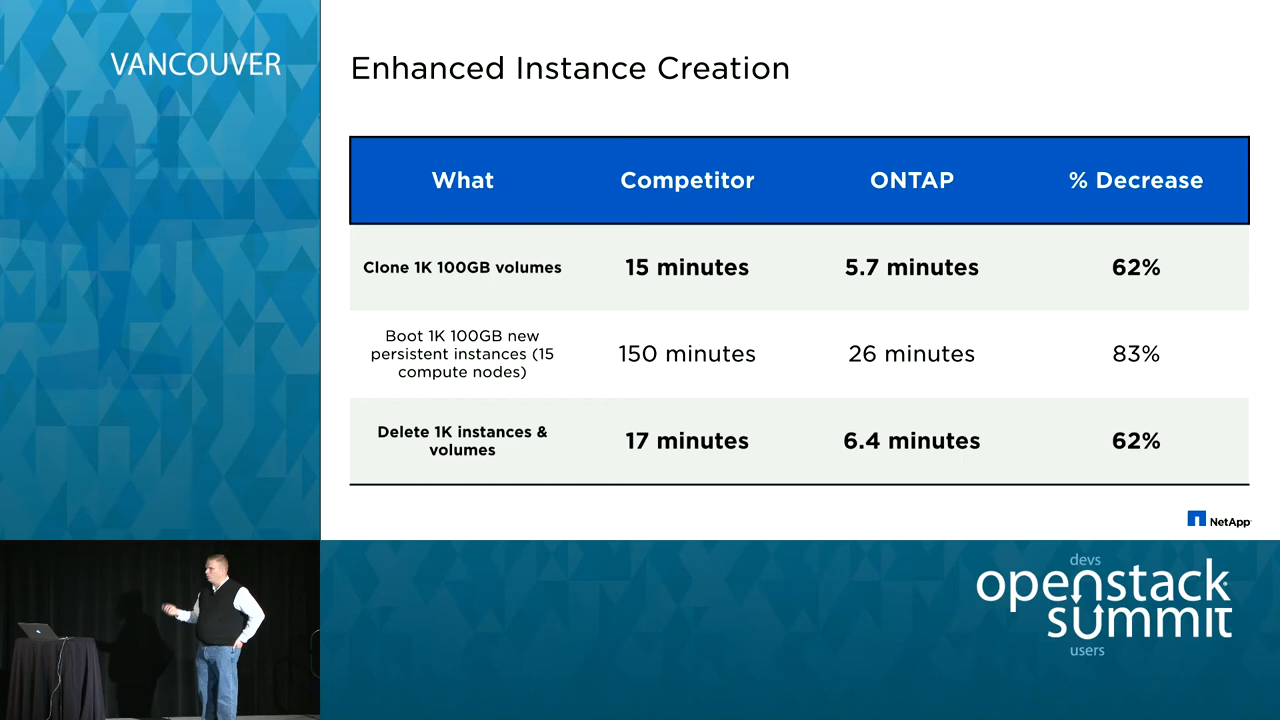 VANCOUVER
Enhanced Instance Creation
What Competitor ONTAP % Decrease
Clone 1K 100GB volumes 15 minutes 5.7 minutes 62%
Boot 1K 100GB new
persistent instances (15
compute nodes)
150 minutes 26 minutes 83%
Delete 1K instances &
volumes
17 minutes 6.4 minutes 62%
NetApp
devs
openstack
summit
users